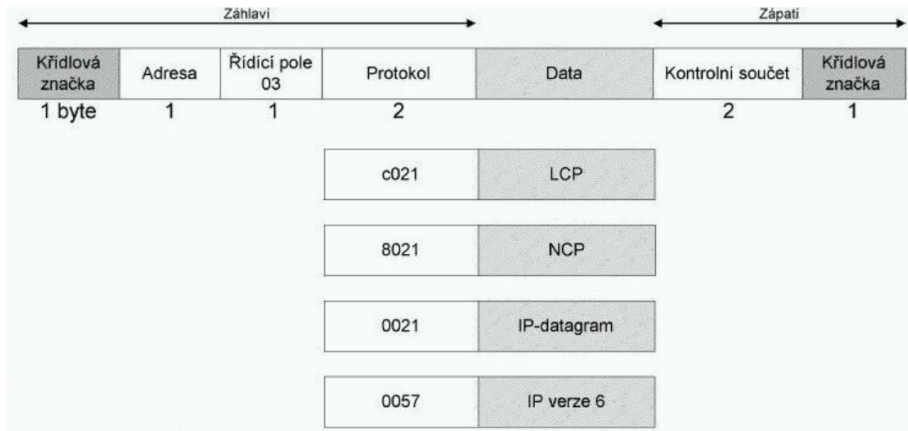 Záhlaví Zápatí
Křídlová značka Adresa Řídící pole 03 Protokol Data Kontrolní součet Křídlová značka
1 byte 1 1 2 2 1
c021 LCP
8021 NCP
0021 IP-datagram
0057 IP verze 6